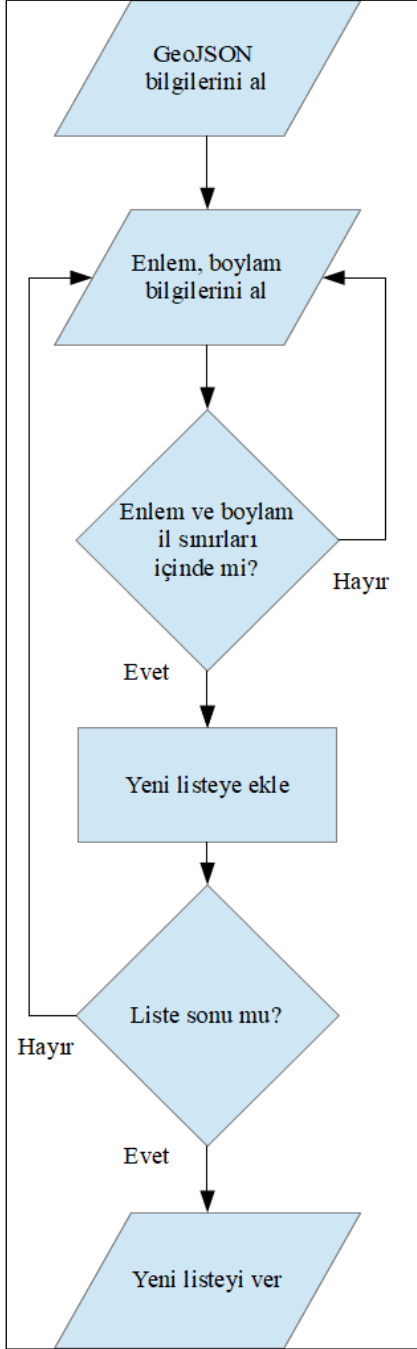 GeoJSON
bilgilerini al
Enlem, boylam
bilgilerini al
Enlem ve boylam
il sınırları
içinde mi?
Hayır
Evet
Yeni listeye ekle
Liste sonu mu?
Hayır
Evet
Yeni listeyi ver